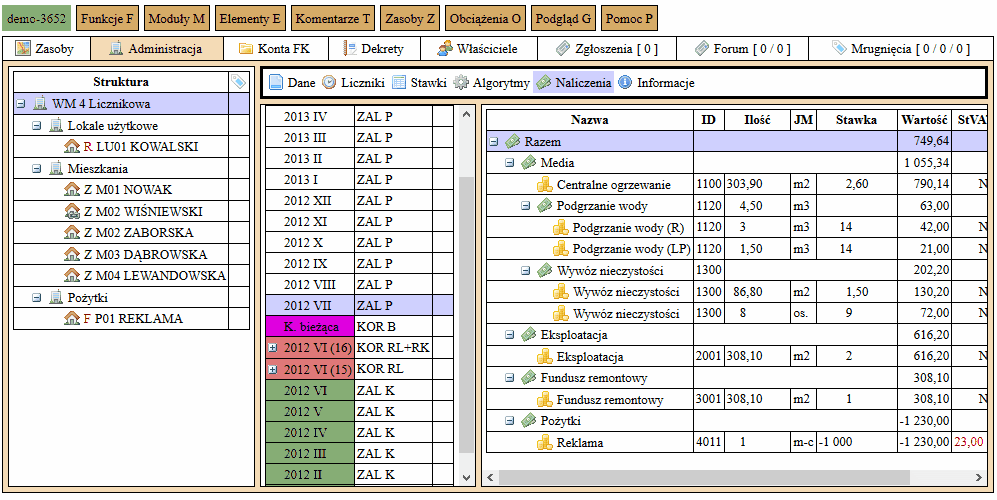 demo-3652 Funkcje F Moduły M Elementy E Komentarze T Zasoby Z Obciążenia O Podgląd G Pomoc P
Zasoby Administracja Konta FK Dekrety Właściciele Zgłoszenia [ 0 ] Forum [ 0 / 0 ] Mrugnięcia [ 0 / 0 / 0 ]
Struktura
WM 4 Licznikowa
Lokale użytkowe
R LU01 KOWALSKI
Mieszkania
Z M01 NOWAK
Z M02 WIŚNIEWSKI
Z M02 ZABORSKA
Z M03 DĄBROWSKA
Z M04 LEWANDOWSKA
Pożytki
F P01 REKLAMA
Dane Liczniki Stawki Algorytmy Naliczenia Informacje
2013 IV ZAL P
2013 III ZAL P
2013 II ZAL P
2013 I ZAL P
2012 XII ZAL P
2012 XI ZAL P
2012 X ZAL P
2012 IX ZAL P
2012 VIII ZAL P
2012 VII ZAL P
K. bieżąca KOR B
2012 VI (16) KOR RL+RK
2012 VI (15) KOR RL
2012 VI ZAL K
2012 V ZAL K
2012 IV ZAL K
2012 III ZAL K
2012 II ZAL K
Nazwa ID Ilość JM Stawka Wartość StVA
Razem 749,64
Media 1 055,34
Centralne ogrzewanie 1100 303,90 m2 2,60 790,14 N
Podgrzanie wody 1120 4,50 m3 63,00
Podgrzanie wody (R) 1120 3 m3 14 42,00 N
Podgrzanie wody (LP) 1120 1,50 m3 14 21,00 N
Wywóz nieczystości 1300 202,20
Wywóz nieczystości 1300 86,80 m2 1,50 130,20 N
Wywóz nieczystości 1300 8 os. 9 72,00 N
Eksploatacja 616,20
Eksploatacja 2001 308,10 m2 2 616,20 N
Fundusz remontowy 308,10
Fundusz remontowy 3001 308,10 m2 1 308,10 N
Pożytki -1 230,00
Reklama 4011 1 m-c -1 000 -1 230,00 23,00